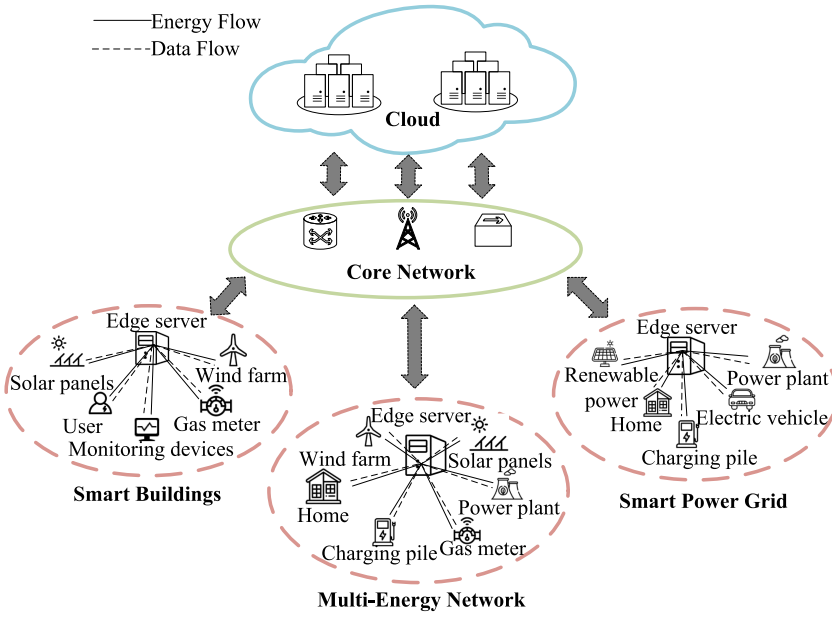 Energy Flow
Data Flow
Cloud
Core Network
Edge server
Solar panels
Wind farm
User
Gas meter
Monitoring devices
Smart Buildings
Edge server
Wind farm
Solar panels
Home
Power plant
Charging pile
Gas meter
Multi-Energy Network
Edge server
Renewable
power
Power plant
Home
Electric vehicle
Charging pile
Smart Power Grid